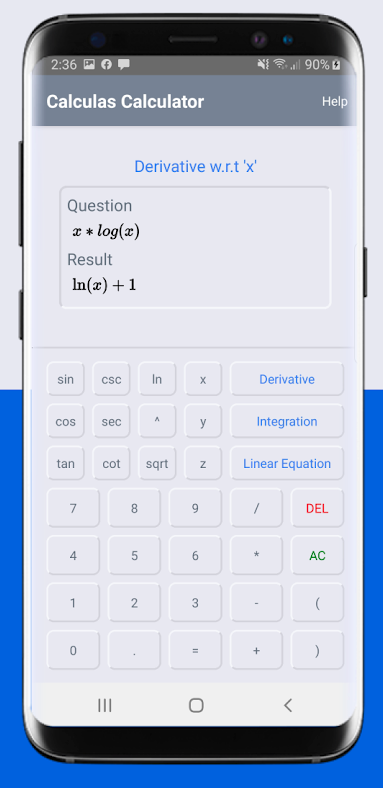 2:36 90%
Calculas Calculator Help
Derivative w.r.t 'x'
Question
x * log(x)
Result
ln(x) + 1
sin csc ln x Derivative
cos sec ^ y Integration
tan cot sqrt z Linear Equation
7 8 9 / DEL
4 5 6 * AC
1 2 3 - (
0 . = + )